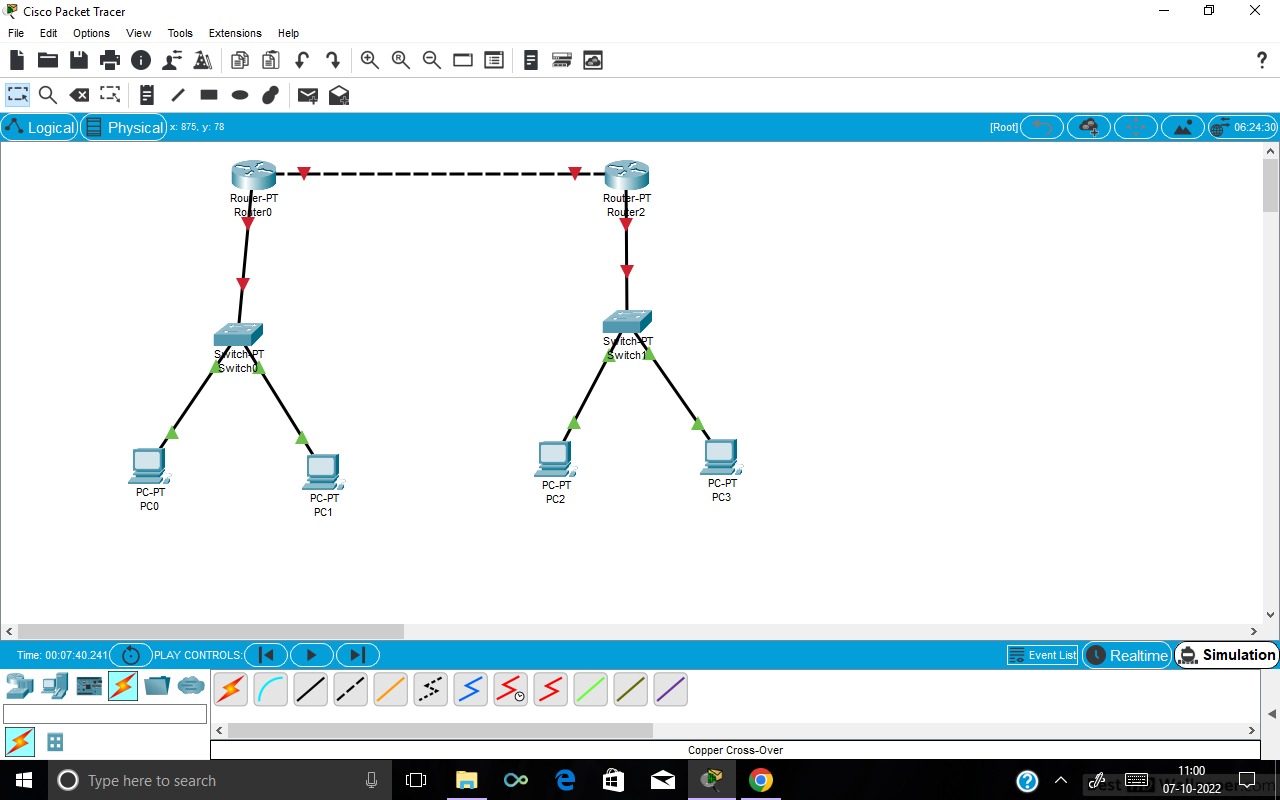 Cisco Packet Tracer
File Edit Options View Tools Extensions Help
Logical Physical x: 875, y: 78 [Root] 06:24:30
Router-PT
Router0
Router-PT
Router2
Switch-PT
Switch0
Switch-PT
Switch1
PC-PT
PC0
PC-PT
PC1
PC-PT
PC2
PC-PT
PC3
Time: 00:07:40.241 PLAY CONTROLS: Event List Realtime Simulation
Copper Cross-Over
Type here to search
11:00
07-10-2022